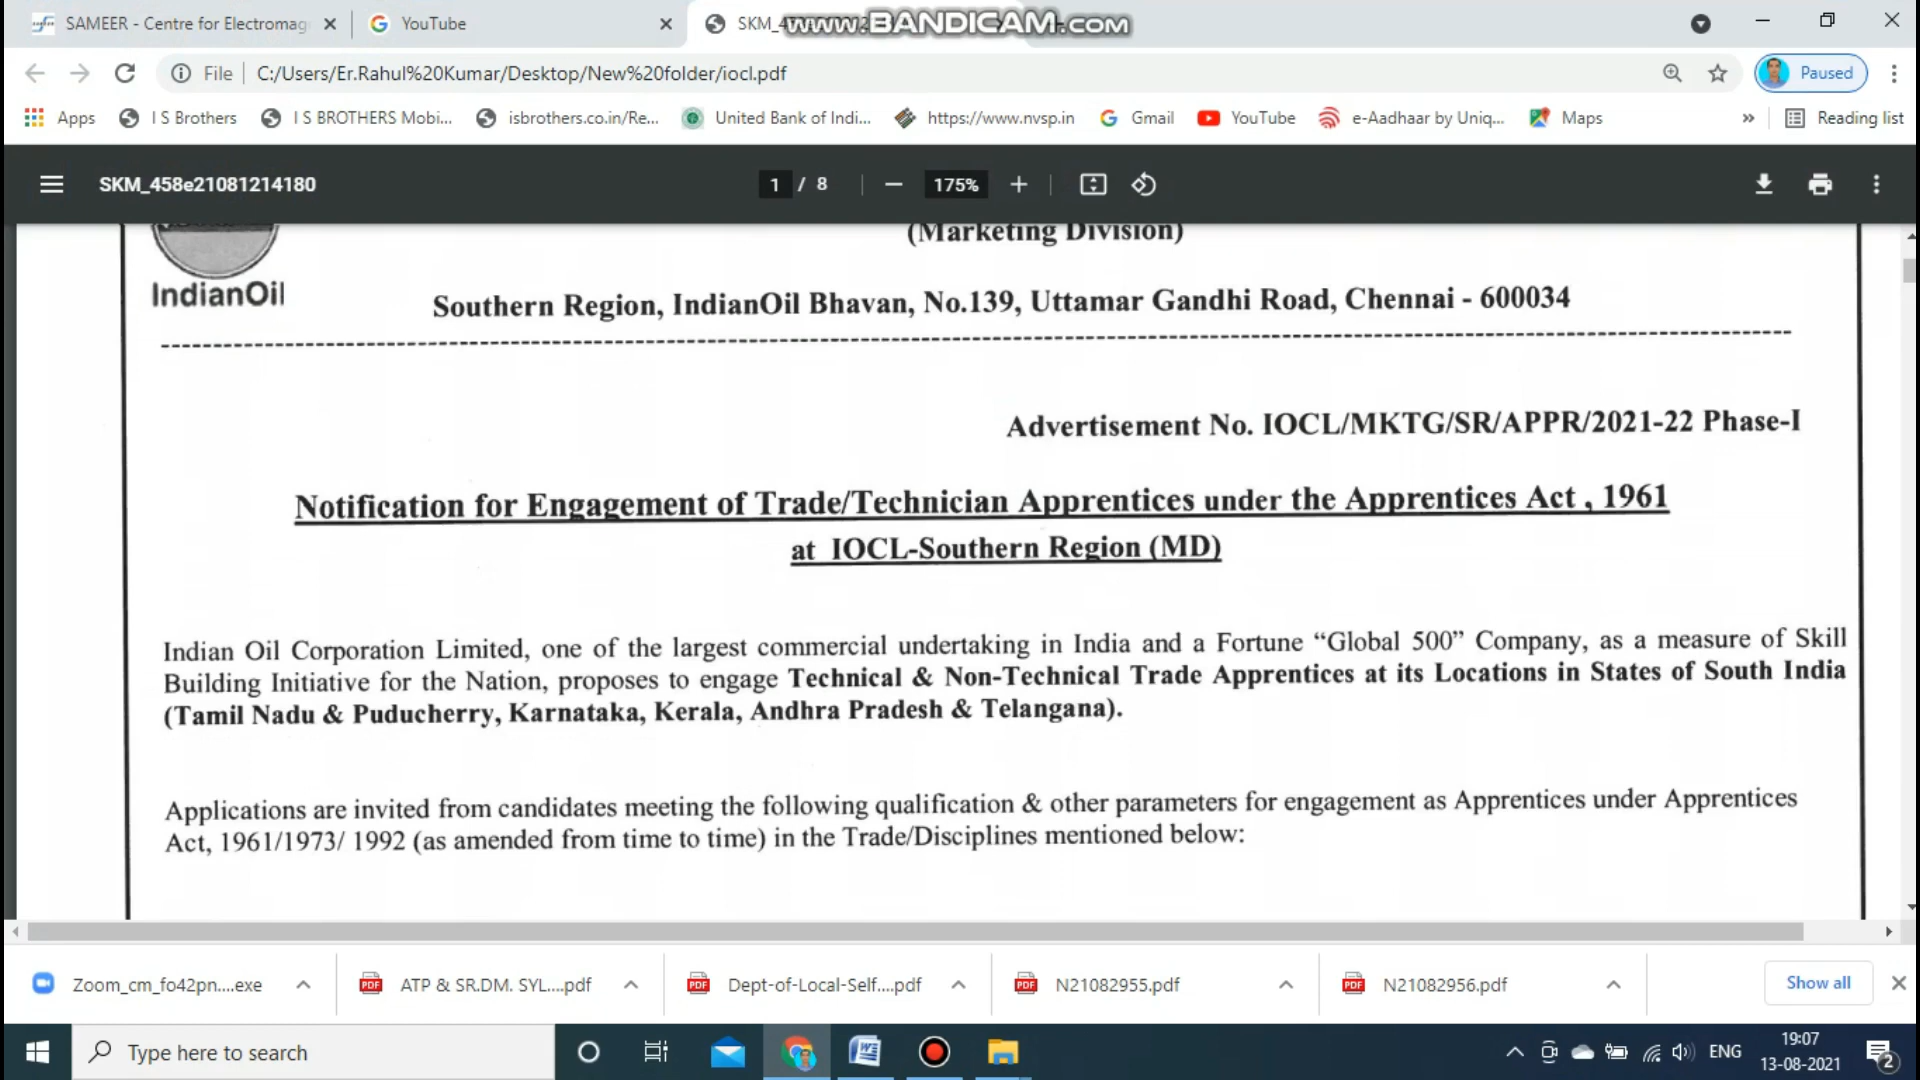 SAMEER - Centre for Electromag
YouTube
SKM_4
www.BANDICAM.com
File
C:/Users/Er.Rahul%20Kumar/Desktop/New%20folder/iocl.pdf
Paused
Apps
I S Brothers
I S BROTHERS Mobi...
isbrothers.co.in/Re...
United Bank of Indi...
https://www.nvsp.in
Gmail
YouTube
e-Aadhaar by Uniq...
Maps
»
Reading list
SKM_458e21081214180
1 / 8
175%
(Marketing Division)
IndianOil
Southern Region, IndianOil Bhavan, No.139, Uttamar Gandhi Road, Chennai - 600034
Advertisement No. IOCL/MKTG/SR/APPR/2021-22 Phase-I
Notification for Engagement of Trade/Technician Apprentices under the Apprentices Act , 1961
at IOCL-Southern Region (MD)
Indian Oil Corporation Limited, one of the largest commercial undertaking in India and a Fortune “Global 500” Company, as a measure of Skill
Building Initiative for the Nation, proposes to engage Technical & Non-Technical Trade Apprentices at its Locations in States of South India
(Tamil Nadu & Puducherry, Karnataka, Kerala, Andhra Pradesh & Telangana).
Applications are invited from candidates meeting the following qualification & other parameters for engagement as Apprentices under Apprentices
Act, 1961/1973/ 1992 (as amended from time to time) in the Trade/Disciplines mentioned below:
Zoom_cm_fo42pn....exe
ATP & SR.DM. SYL....pdf
Dept-of-Local-Self....pdf
N21082955.pdf
N21082956.pdf
Show all
Type here to search
ENG
19:07
13-08-2021
2